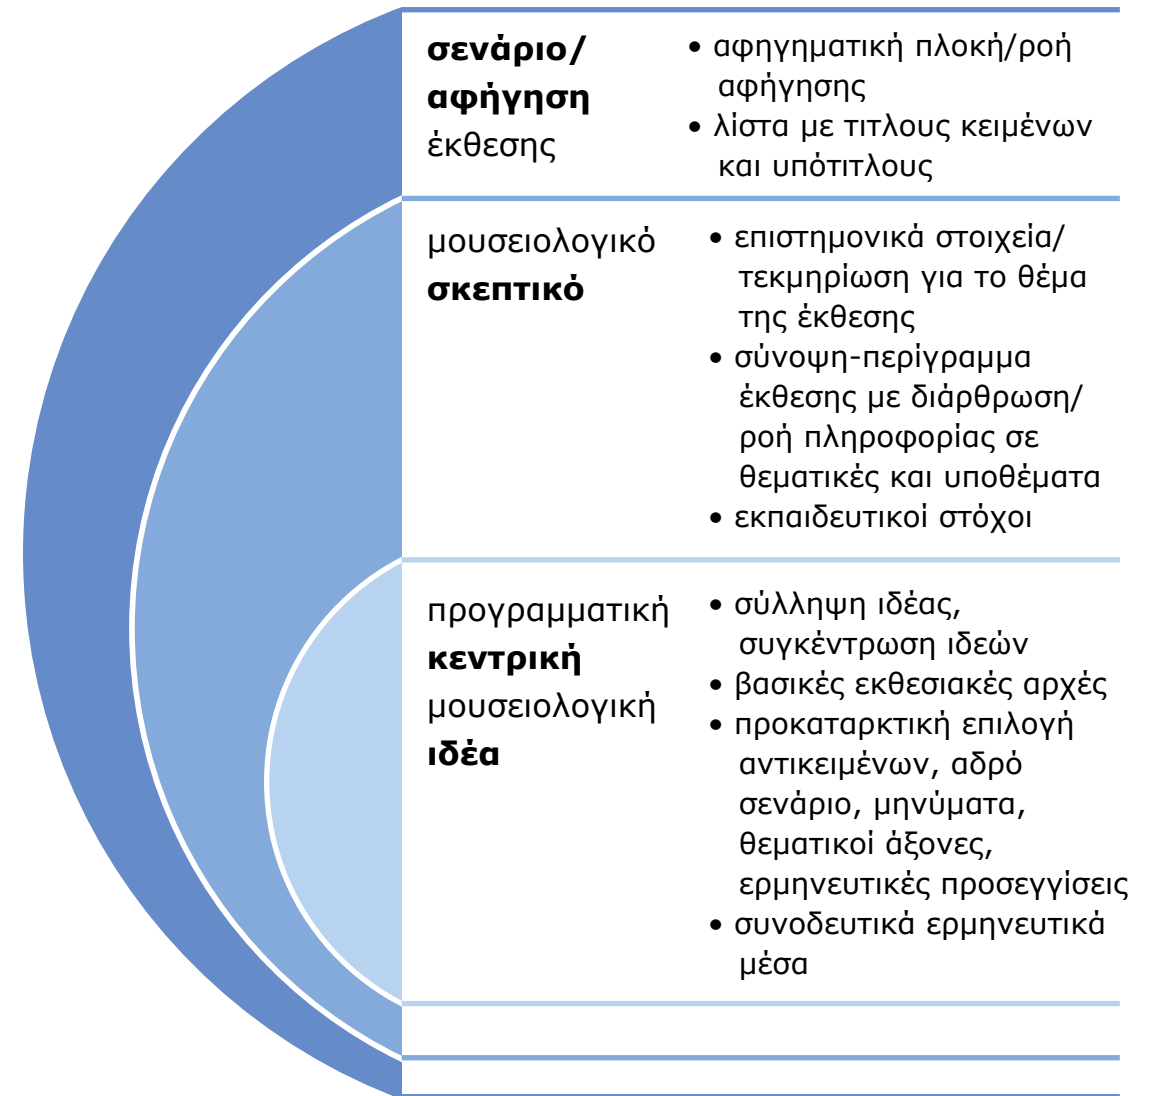 σενάριο/
αφήγηση
έκθεσης
• αφηγηματική πλοκή/ροή
αφήγησης
• λίστα με τιτλους κειμένων
και υπότιτλους
μουσειολογικό
σκεπτικό
• επιστημονικά στοιχεία/
τεκμηρίωση για το θέμα
της έκθεσης
• σύνοψη-περίγραμμα
έκθεσης με διάρθρωση/
ροή πληροφορίας σε
θεματικές και υποθέματα
• εκπαιδευτικοί στόχοι
προγραμματική
κεντρική
μουσειολογική
ιδέα
• σύλληψη ιδέας,
συγκέντρωση ιδεών
• βασικές εκθεσιακές αρχές
• προκαταρκτική επιλογή
αντικειμένων, αδρό
σενάριο, μηνύματα,
θεματικοί άξονες,
ερμηνευτικές προσεγγίσεις
• συνοδευτικά ερμηνευτικά
μέσα